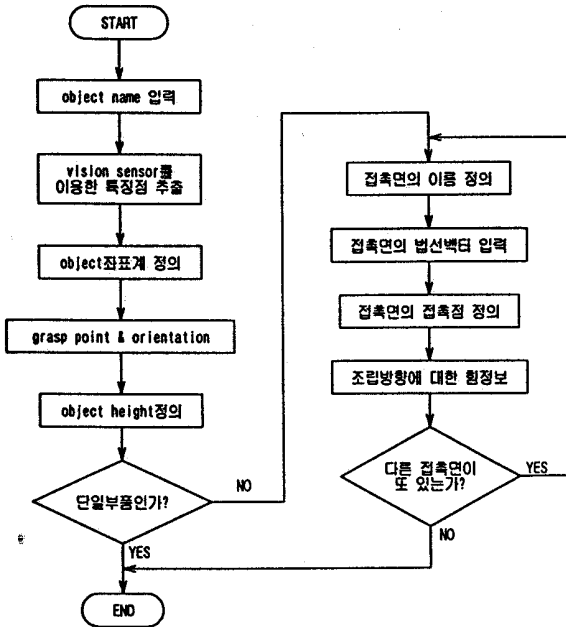 START
object name 입력
vision sensor를
이용한 특징점 추출
object좌표계 정의
grasp point & orientation
object height정의
단일부품인가?
NO
YES
END
접촉면의 이름 정의
접촉면의 법선벡터 입력
접촉면의 접촉점 정의
조립방향에 대한 힘정보
다른 접촉면이
또 있는가?
YES
NO